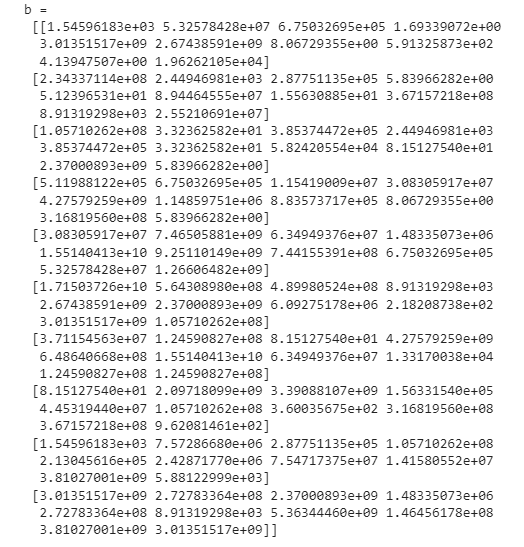 b =
[[1.54596183e+03 5.32578428e+07 6.75032695e+05 1.69339072e+00
3.01351517e+09 2.67438591e+09 8.06729355e+00 5.91325873e+02
4.13947507e+00 1.96262105e+04]
[2.34337114e+08 2.44946981e+03 2.87751135e+05 5.83966282e+00
5.12396531e+01 8.94464555e+07 1.55630885e+01 3.67157218e+08
8.91319298e+03 2.55210691e+07]
[1.05710262e+08 3.32362582e+01 3.85374472e+05 2.44946981e+03
3.85374472e+05 3.32362582e+01 5.82420554e+04 8.15127540e+01
2.37000893e+09 5.83966282e+00]
[5.11988122e+05 6.75032695e+05 1.15419009e+07 3.08305917e+07
4.27579259e+09 1.14859751e+06 8.83573717e+05 8.06729355e+00
3.16819560e+08 5.83966282e+00]
[3.08305917e+07 7.46505881e+09 6.34949376e+07 1.48335073e+06
1.55140413e+10 9.25110149e+09 7.44155391e+08 6.75032695e+05
5.32578428e+07 1.26606482e+09]
[1.71503726e+10 5.64308980e+08 4.89980524e+08 8.91319298e+03
2.67438591e+09 2.37000893e+09 6.09275178e+06 2.18208738e+02
3.01351517e+09 1.05710262e+08]
[3.71154563e+07 1.24590827e+08 8.15127540e+01 4.27579259e+09
6.48640668e+08 1.55140413e+10 6.34949376e+07 1.33170038e+04
1.24590827e+08 1.24590827e+08]
[8.15127540e+01 2.09718099e+09 3.39088107e+09 1.56331540e+05
4.45319440e+07 1.05710262e+08 3.60035675e+02 3.16819560e+08
3.67157218e+08 9.62081461e+02]
[1.54596183e+03 7.57286680e+06 2.87751135e+05 1.05710262e+08
2.13045616e+05 2.42871770e+06 7.54717375e+07 1.41580552e+07
3.81027001e+09 5.88122999e+03]
[3.01351517e+09 2.72783364e+08 2.37000893e+09 1.48335073e+06
2.72783364e+08 8.91319298e+03 5.36344460e+09 1.46456178e+08
3.81027001e+09 3.01351517e+09]]